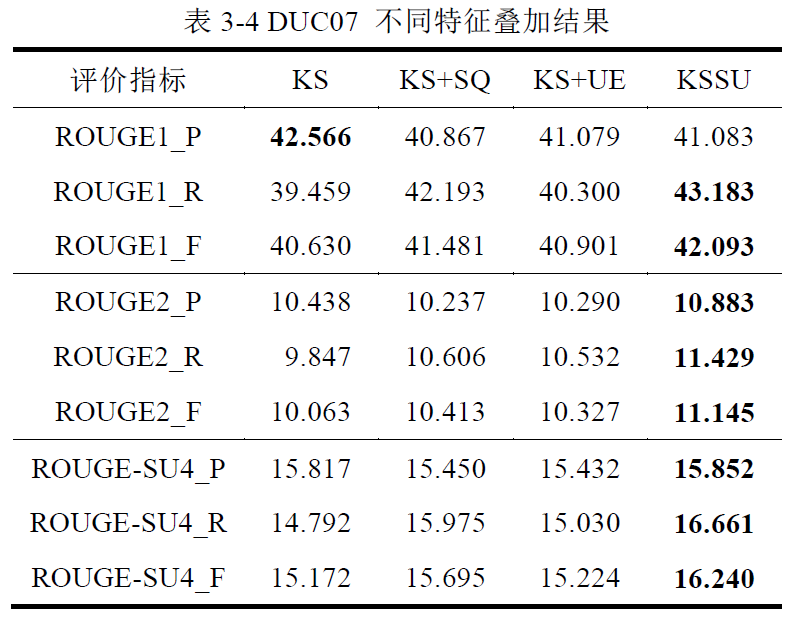 表 3-4 DUC07 不同特征叠加结果
评价指标 KS KS+SQ KS+UE KSSU
ROUGE1_P 42.566 40.867 41.079 41.083
ROUGE1_R 39.459 42.193 40.300 43.183
ROUGE1_F 40.630 41.481 40.901 42.093
ROUGE2_P 10.438 10.237 10.290 10.883
ROUGE2_R 9.847 10.606 10.532 11.429
ROUGE2_F 10.063 10.413 10.327 11.145
ROUGE-SU4_P 15.817 15.450 15.432 15.852
ROUGE-SU4_R 14.792 15.975 15.030 16.661
ROUGE-SU4_F 15.172 15.695 15.224 16.240